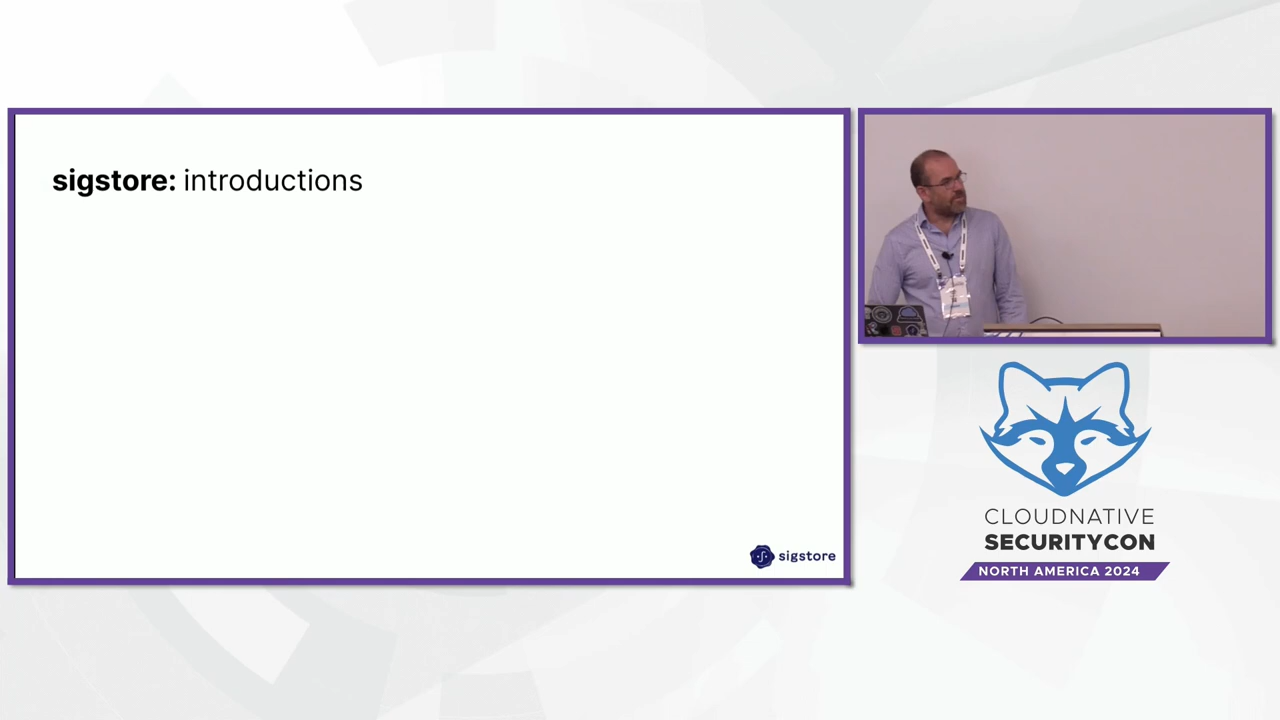 sigstore: introductions
sigstore
CLOUDNATIVE
SECURITYCON
NORTH AMERICA 2024